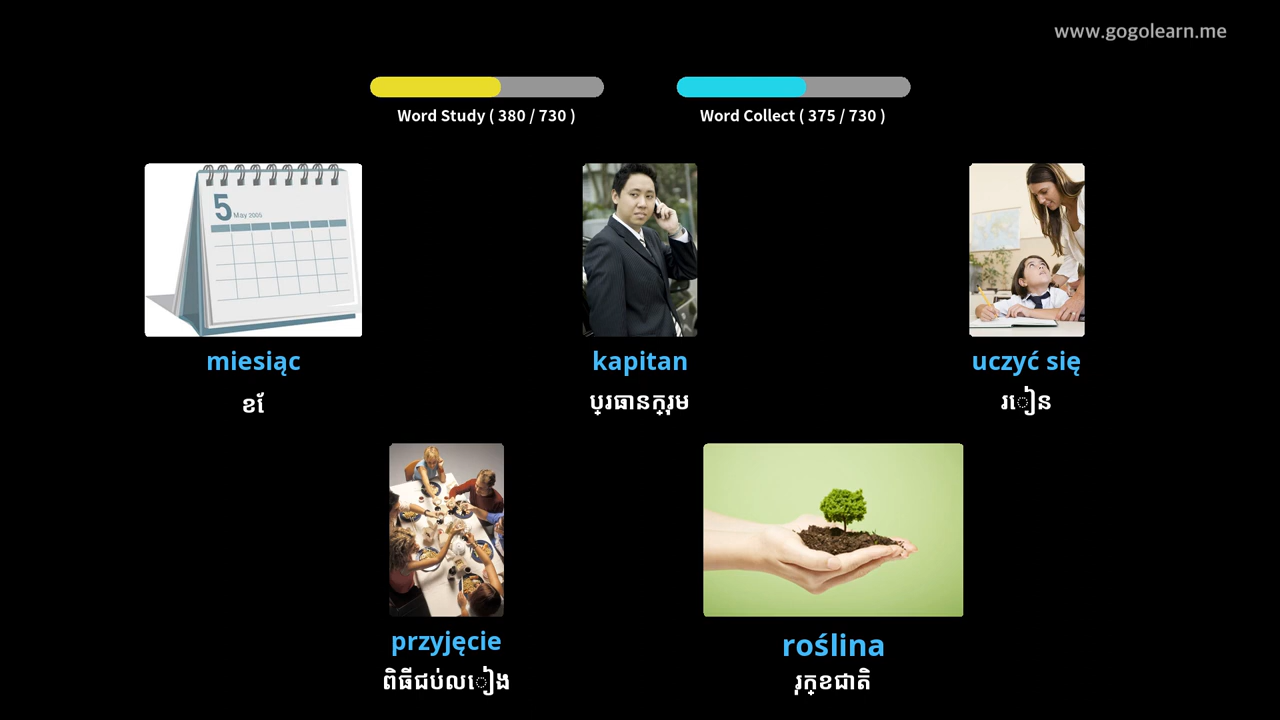 www.gogolearn.me
Word Study ( 380 / 730 )
Word Collect ( 375 / 730 )
5 May 2005
miesiąc
ខែ
kapitan
ប្រធានក្រុម
uczyć się
រៀន
przyjęcie
ពិធីជប់លៀង
roślina
រុក្ខជាតិ